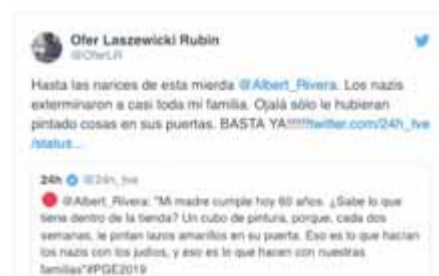 Ofer Laszewicki Rubin
@OferLR
Hasta las narices de esta mierda @Albert_Rivera. Los nazis
exterminaron a casi toda mi familia. Ojalá sólo le hubieran
pintado cosas en sus puertas. BASTA YA!!!!!!twitter.com/24h_tve
/status...
24h @24h_tve
@Albert_Rivera: "Mi madre cumple hoy 60 años. ¿Sabe lo que
tiene dentro de la tienda? Un cubo de pintura, porque, cada dos
semanas, le pintan lazos amarillos en su puerta. Eso es lo que hacían
los nazis con los judíos, y eso es lo que hacen con nuestras
familias"#PGE2019